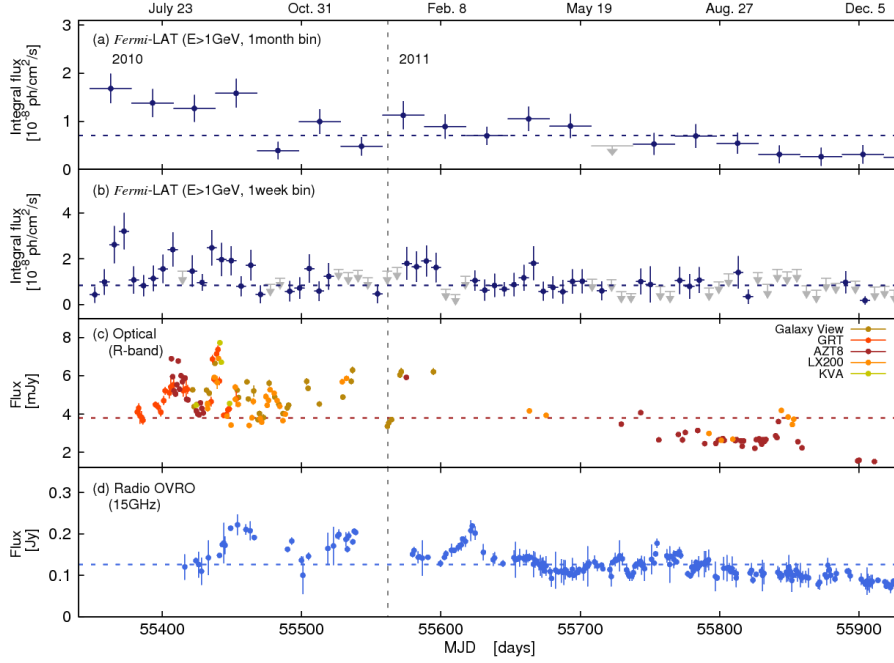 July 23 Oct. 31 Feb. 8 May 19 Aug. 27 Dec. 5
(a) Fermi-LAT (E>1GeV, 1month bin)
2010 2011
Integral flux
[10⁻⁸ ph/cm²/s]
3
2
1
0
(b) Fermi-LAT (E>1GeV, 1week bin)
Integral flux
[10⁻⁸ ph/cm²/s]
4
2
0
(c) Optical
(R-band)
Galaxy View
GRT
AZT8
LX200
KVA
Flux
[mJy]
8
6
4
2
(d) Radio OVRO
(15GHz)
Flux
[Jy]
0.3
0.2
0.1
0
55400 55500 55600 55700 55800 55900
MJD [days]